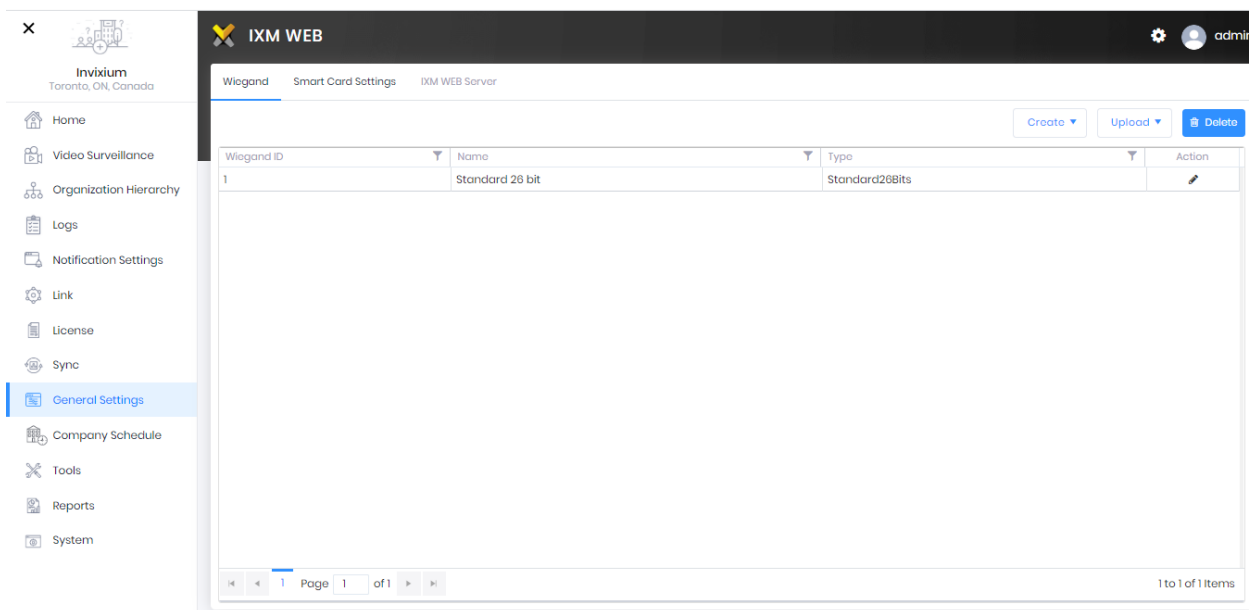 Invixium
Toronto, ON, Canada
Home
Video Surveillance
Organization Hierarchy
Logs
Notification Settings
Link
License
Sync
General Settings
Company Schedule
Tools
Reports
System
IXM WEB
admin
Wiegand Smart Card Settings IXM WEB Server
Create Upload Delete
Wiegand ID Name Type Action
1 Standard 26 bit Standard26Bits
1 Page 1 of 1 1 to 1 of 1 Items